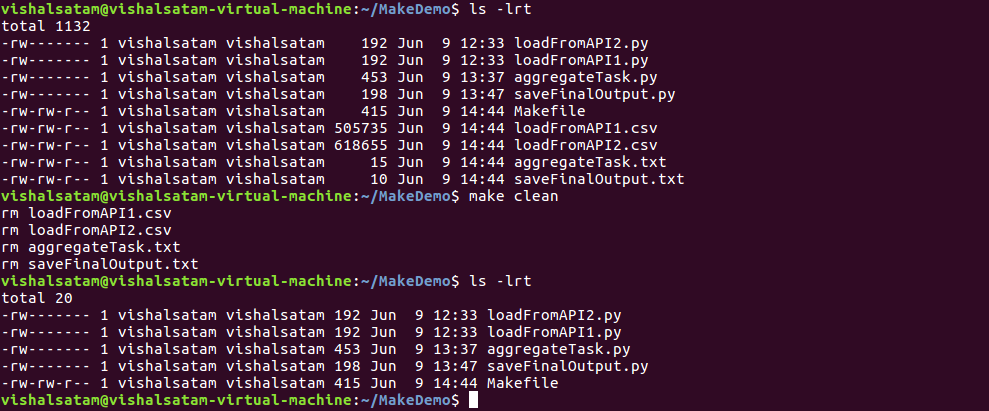 vishalsatam@vishalsatam-virtual-machine:~/MakeDemo$ ls -lrt
total 1132
-rw------- 1 vishalsatam vishalsatam    192 Jun  9 12:33 loadFromAPI2.py
-rw------- 1 vishalsatam vishalsatam    192 Jun  9 12:33 loadFromAPI1.py
-rw------- 1 vishalsatam vishalsatam    453 Jun  9 13:37 aggregateTask.py
-rw------- 1 vishalsatam vishalsatam    198 Jun  9 13:47 saveFinalOutput.py
-rw-rw-r-- 1 vishalsatam vishalsatam    415 Jun  9 14:44 Makefile
-rw-rw-r-- 1 vishalsatam vishalsatam 505735 Jun  9 14:44 loadFromAPI1.csv
-rw-rw-r-- 1 vishalsatam vishalsatam 618655 Jun  9 14:44 loadFromAPI2.csv
-rw-rw-r-- 1 vishalsatam vishalsatam     15 Jun  9 14:44 aggregateTask.txt
-rw-rw-r-- 1 vishalsatam vishalsatam     10 Jun  9 14:44 saveFinalOutput.txt
vishalsatam@vishalsatam-virtual-machine:~/MakeDemo$ make clean
rm loadFromAPI1.csv
rm loadFromAPI2.csv
rm aggregateTask.txt
rm saveFinalOutput.txt
vishalsatam@vishalsatam-virtual-machine:~/MakeDemo$ ls -lrt
total 20
-rw------- 1 vishalsatam vishalsatam 192 Jun  9 12:33 loadFromAPI2.py
-rw------- 1 vishalsatam vishalsatam 192 Jun  9 12:33 loadFromAPI1.py
-rw------- 1 vishalsatam vishalsatam 453 Jun  9 13:37 aggregateTask.py
-rw------- 1 vishalsatam vishalsatam 198 Jun  9 13:47 saveFinalOutput.py
-rw-rw-r-- 1 vishalsatam vishalsatam 415 Jun  9 14:44 Makefile
vishalsatam@vishalsatam-virtual-machine:~/MakeDemo$